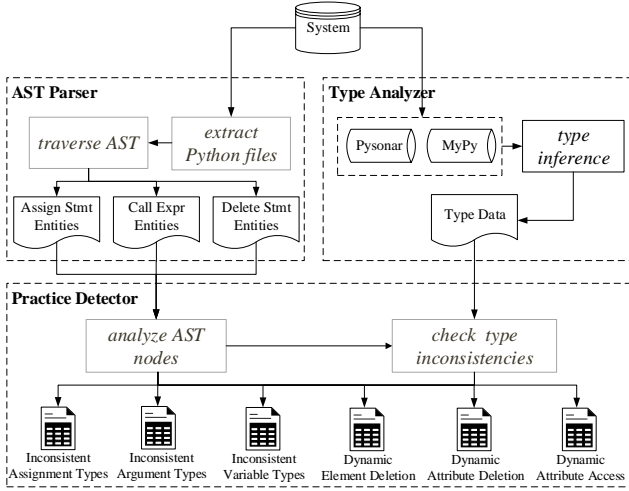 System
AST Parser
Type Analyzer
traverse AST
extract
Python files
Pysonar
MyPy
type
inference
Assign Stmt
Entities
Call Expr
Entities
Delete Stmt
Entities
Type Data
Practice Detector
analyze AST
nodes
check type
inconsistencies
Inconsistent
Assignment Types
Inconsistent
Argument Types
Inconsistent
Variable Types
Dynamic
Element Deletion
Dynamic
Attribute Deletion
Dynamic
Attribute Access